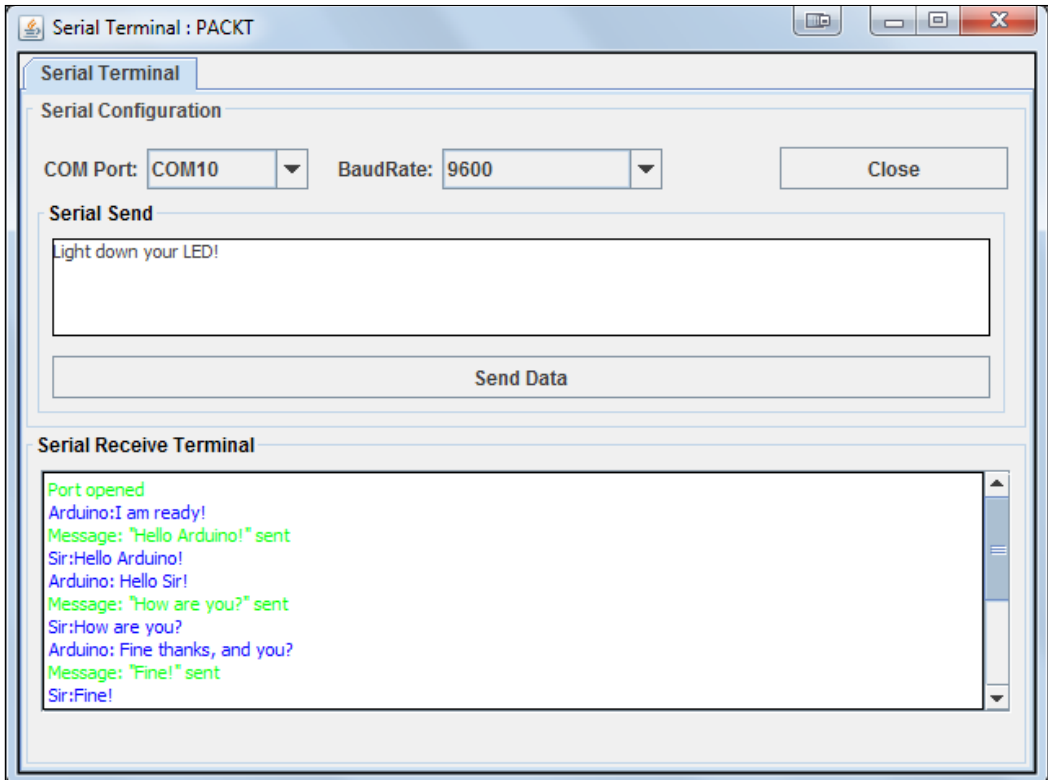 Serial Terminal : PACKT
Serial Terminal
Serial Configuration
COM Port: COM10 BaudRate: 9600 Close
Serial Send
Light down your LED!
Send Data
Serial Receive Terminal
Port opened
Arduino:I am ready!
Message: "Hello Arduino!" sent
Sir:Hello Arduino!
Arduino: Hello Sir!
Message: "How are you?" sent
Sir:How are you?
Arduino: Fine thanks, and you?
Message: "Fine!" sent
Sir:Fine!